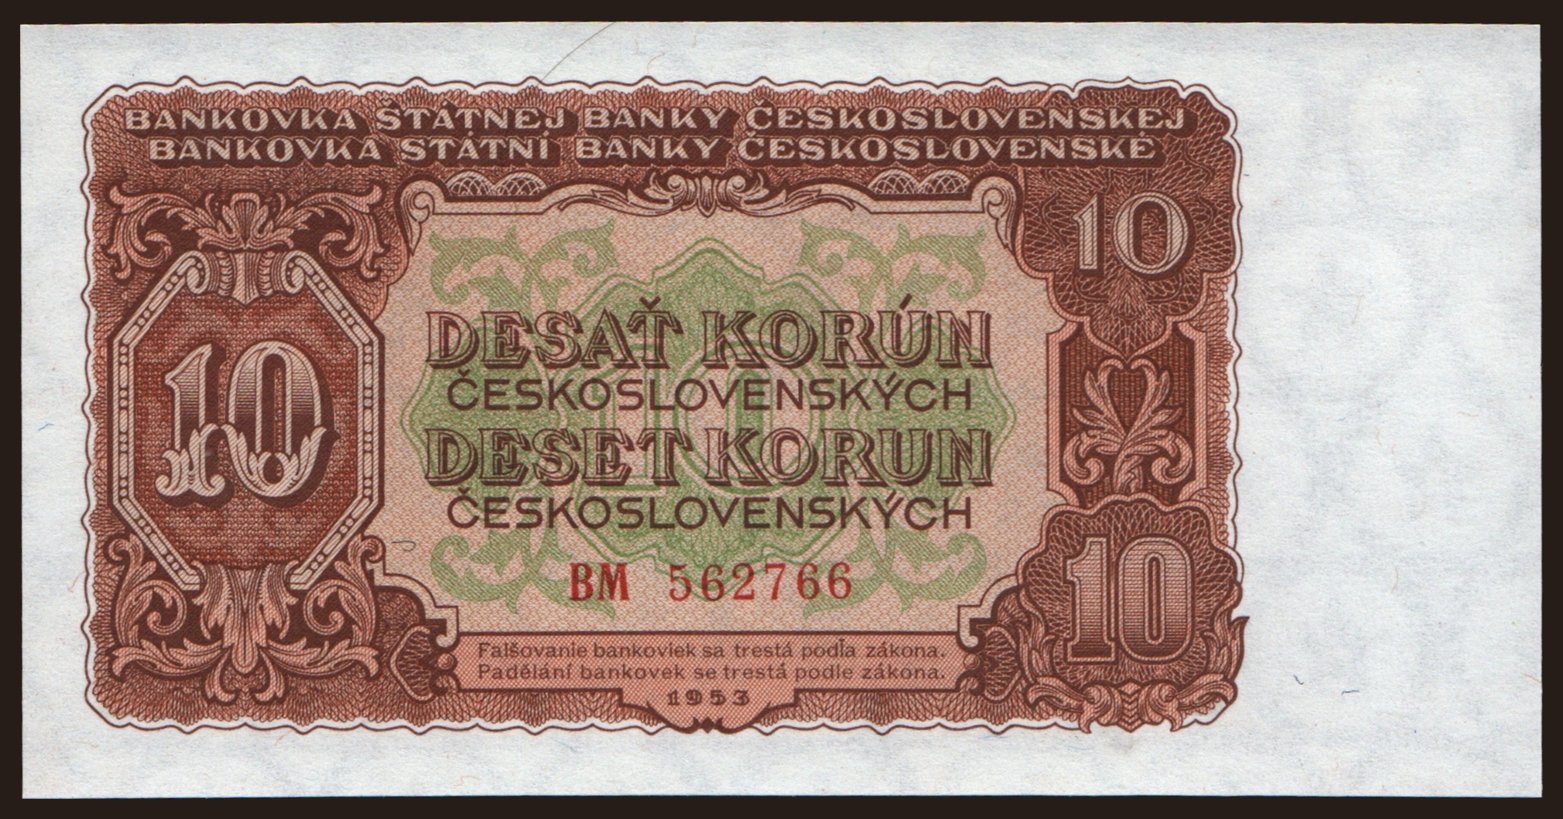 BANKOVKA ŠTÁTNEJ BANKY ČESKOSLOVENSKEJ
BANKOVKA STÁTNÍ BANKY ČESKOSLOVENSKÉ
10
10
DESAŤ KORÚN
ČESKOSLOVENSKÝCH
10
DESET KORUN
ČESKOSLOVENSKÝCH
10
BM 562766
Falšovanie bankoviek sa trestá podľa zákona.
Padělání bankovek se trestá podle zákona.
1953